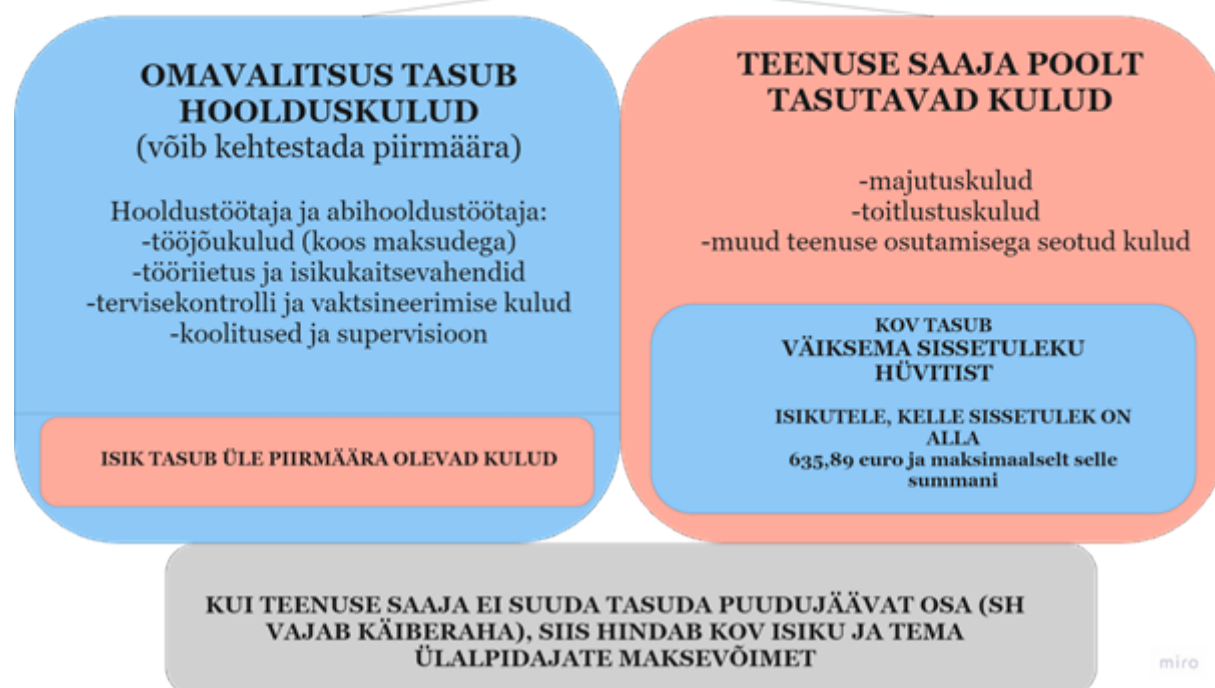 OMAVALITSUS TASUB
HOOLDUSKULUD
(võib kehtestada piirmäära)
Hooldustöötaja ja abihooldustöötaja:
-tööjõukulud (koos maksudega)
-tööriietus ja isikukaitsevahendid
-tervisekontrolli ja vaktsineerimise kulud
-koolitused ja supervisioon
ISIK TASUB ÜLE PIIRMÄÄRA OLEVAD KULUD
TEENUSE SAAJA POOLT
TASUTAVAD KULUD
-majutuskulud
-toitlustuskulud
-muud teenuse osutamisega seotud kulud
KOV TASUB
VÄIKSEMA SISSETULEKU
HÜVITIST
ISIKUTELE, KELLE SISSETULEK ON
ALLA
635,89 euro ja maksimaalselt selle
summani
KUI TEENUSE SAAJA EI SUUDA TASUDA PUUDUJÄÄVAT OSA (SH
VAJAB KÄIBERAHA), SIIS HINDAB KOV ISIKU JA TEMA
ÜLALPIDAJATE MAKSEVÕIMET
miro